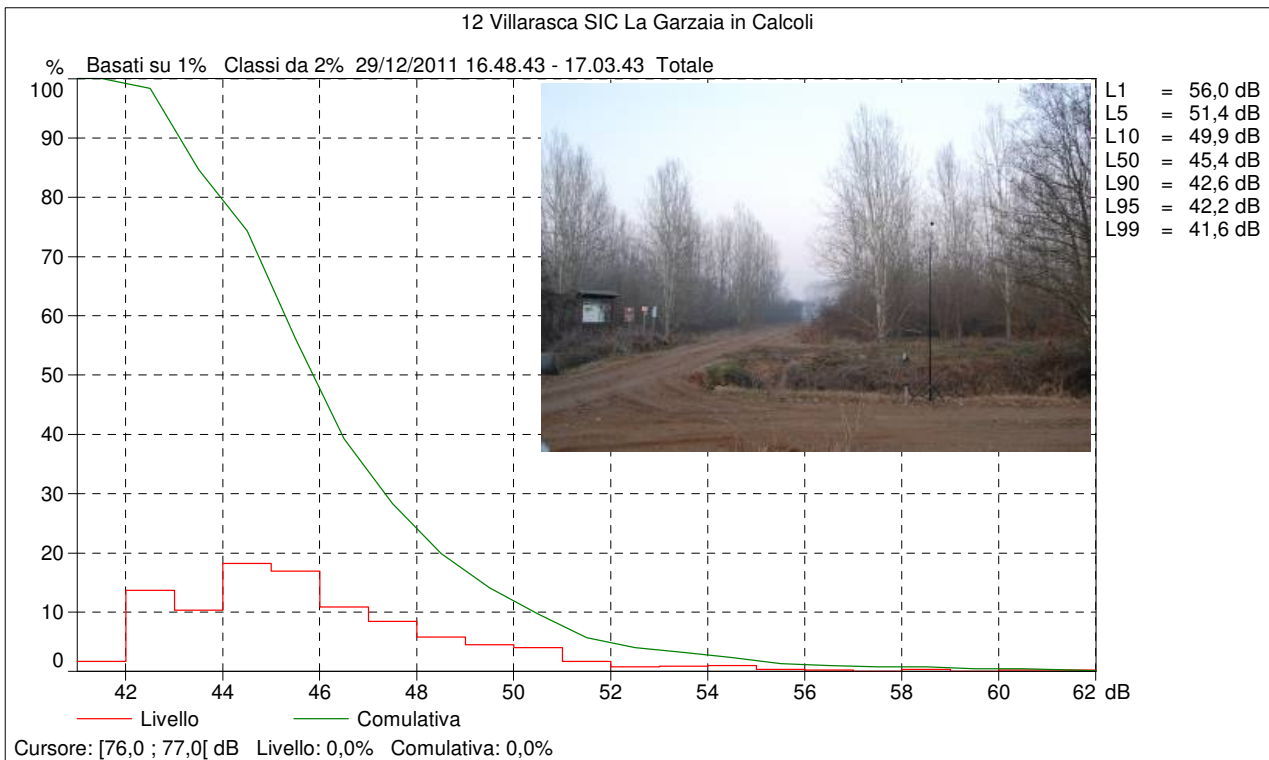 12 Villarasca SIC La Garzaia in Calcoli
% Basati su 1% Classi da 2% 29/12/2011 16.48.43 - 17.03.43 Totale
100
90
80
70
60
50
40
30
20
10
0
42 44 46 48 50 52 54 56 58 60 62 dB
L1 = 56,0 dB
L5 = 51,4 dB
L10 = 49,9 dB
L50 = 45,4 dB
L90 = 42,6 dB
L95 = 42,2 dB
L99 = 41,6 dB
Livello Comulativa
Cursore: [76,0 ; 77,0[ dB Livello: 0,0% Comulativa: 0,0%